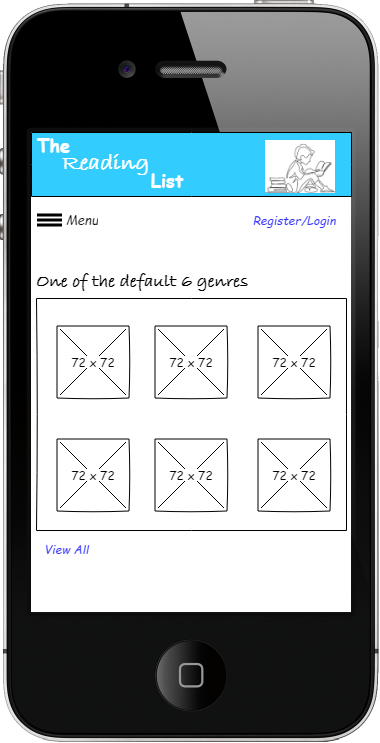 The
Reading
List
Menu Register/Login
One of the default 6 genres
72 x 72 72 x 72 72 x 72
72 x 72 72 x 72 72 x 72
View All